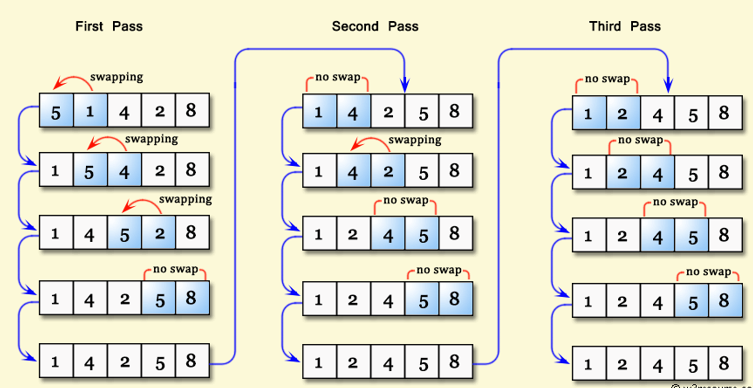 First Pass
swapping
5 1 4 2 8
swapping
1 5 4 2 8
swapping
1 4 5 2 8
no swap
1 4 2 5 8
1 4 2 5 8
Second Pass
no swap
1 4 2 5 8
swapping
1 4 2 5 8
no swap
1 2 4 5 8
no swap
1 2 4 5 8
1 2 4 5 8
Third Pass
no swap
1 2 4 5 8
no swap
1 2 4 5 8
no swap
1 2 4 5 8
no swap
1 2 4 5 8
1 2 4 5 8